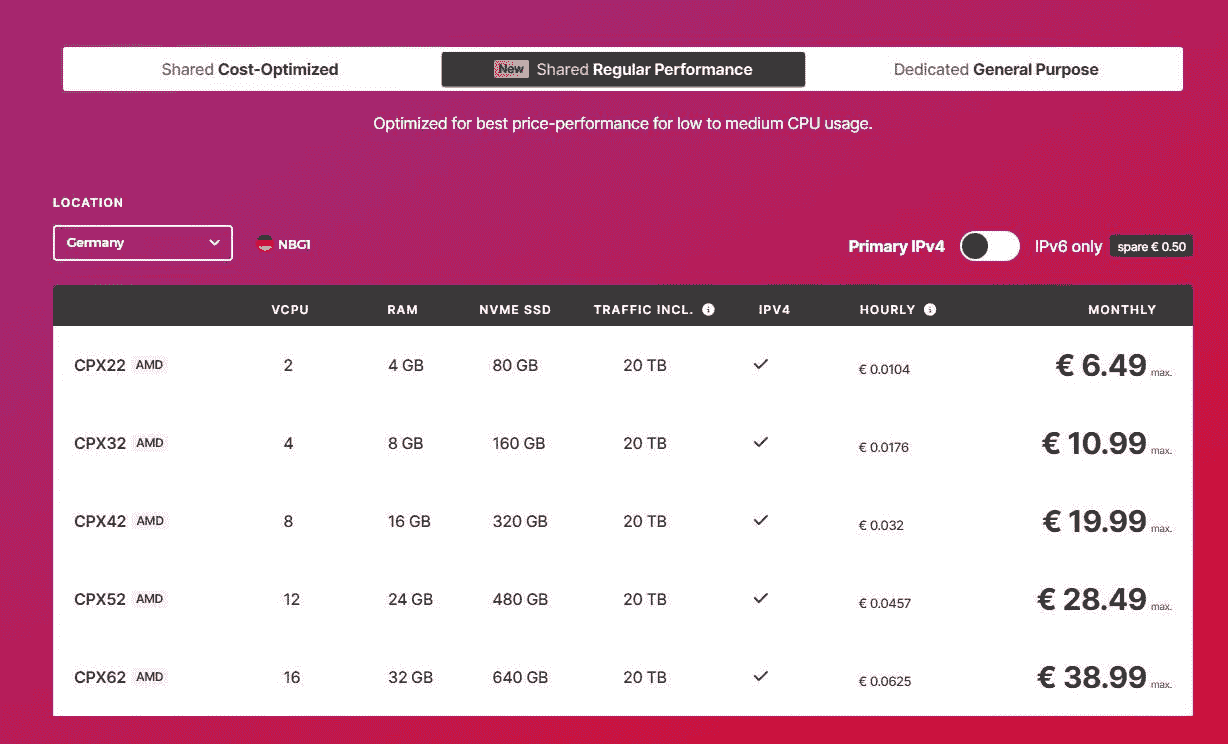 Shared Cost-Optimized
New Shared Regular Performance
Dedicated General Purpose
Optimized for best price-performance for low to medium CPU usage.
LOCATION
Germany
NBG1
Primary IPv4
IPv6 only
spare € 0.50
VCPU RAM NVME SSD TRAFFIC INCL. IPV4 HOURLY MONTHLY
CPX22 AMD 2 4 GB 80 GB 20 TB ✓ € 0.0104 € 6.49 max.
CPX32 AMD 4 8 GB 160 GB 20 TB ✓ € 0.0176 € 10.99 max.
CPX42 AMD 8 16 GB 320 GB 20 TB ✓ € 0.032 € 19.99 max.
CPX52 AMD 12 24 GB 480 GB 20 TB ✓ € 0.0457 € 28.49 max.
CPX62 AMD 16 32 GB 640 GB 20 TB ✓ € 0.0625 € 38.99 max.